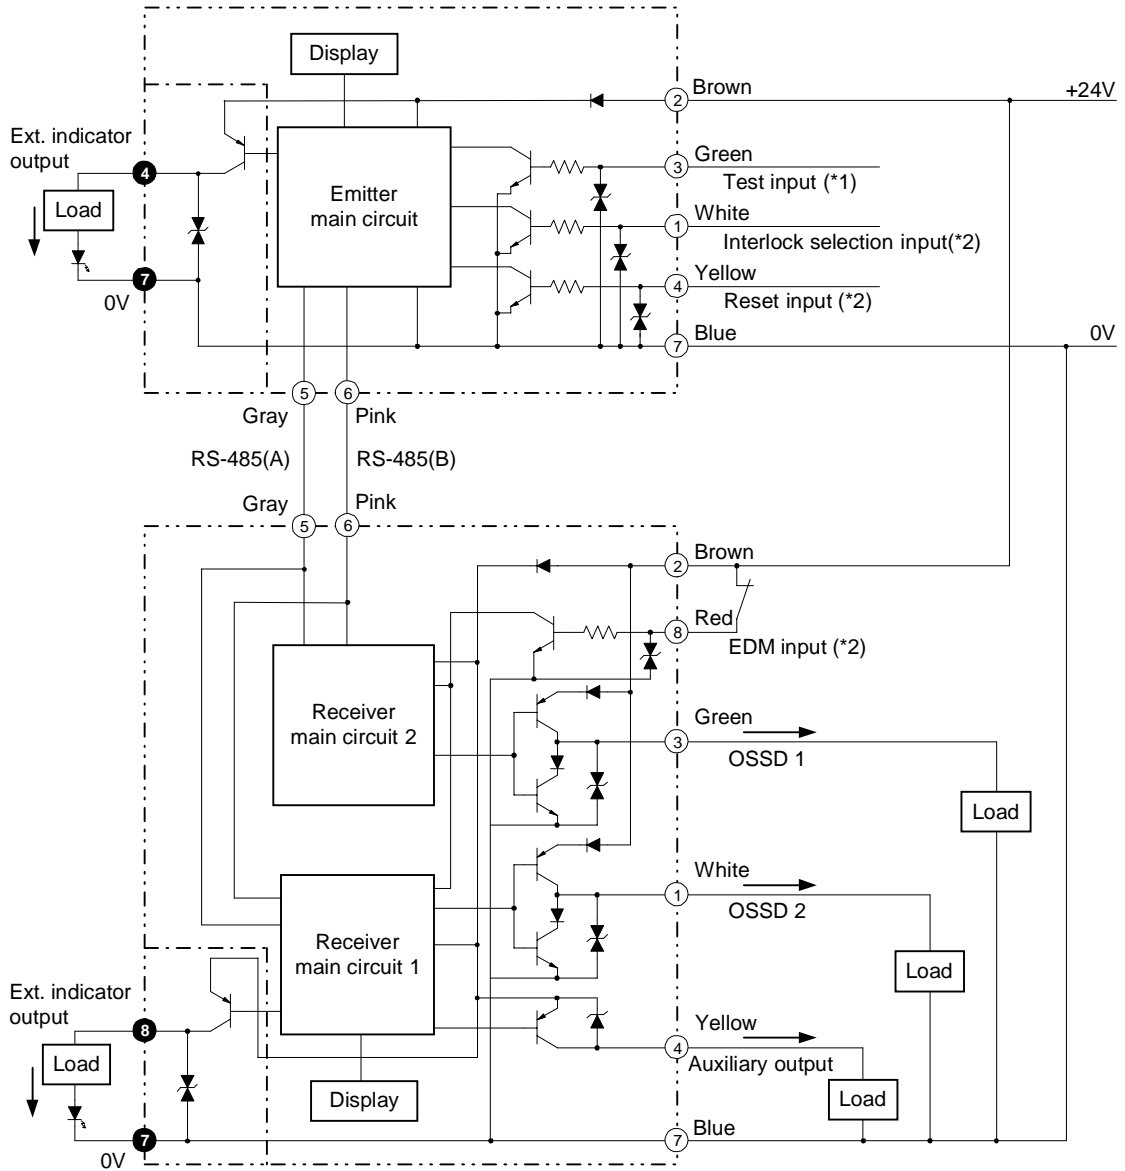 Display
2
Brown
+24V
Ext. indicator
output
4
Load
7
0V
Emitter
main circuit
3
Green
Test input (*1)
1
White
Interlock selection input(*2)
4
Yellow
Reset input (*2)
7
Blue
0V
5
6
Gray
Pink
RS-485(A)
RS-485(B)
Gray
Pink
5
6
2
Brown
8
Red
EDM input (*2)
Receiver
main circuit 2
3
Green
OSSD 1
Load
1
White
OSSD 2
Load
Receiver
main circuit 1
Ext. indicator
output
8
Load
7
0V
Display
4
Yellow
Auxiliary output
Load
7
Blue